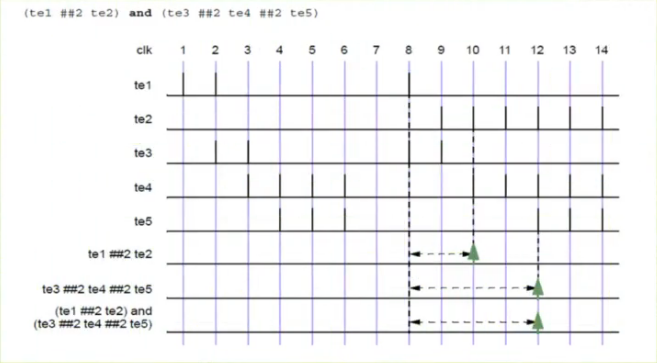 (te1 ##2 te2) and (te3 ##2 te4 ##2 te5)
clk 1 2 3 4 5 6 7 8 9 10 11 12 13 14
te1
te2
te3
te4
te5
te1 ##2 te2
te3 ##2 te4 ##2 te5
(te1 ##2 te2) and
(te3 ##2 te4 ##2 te5)